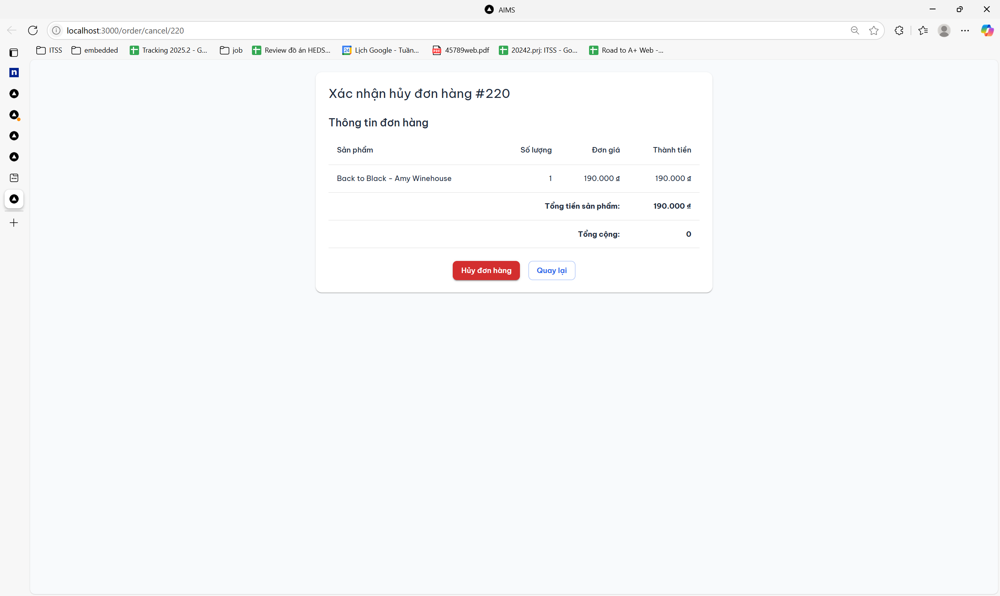 AIMS
localhost:3000/order/cancel/220
ITSS
embedded
Tracking 2025.2 - G...
job
Review đồ án HEDS...
24
Lịch Google - Tuần...
PDF
45789web.pdf
20242.prj: ITSS - Go...
Road to A+ Web -...
n
Xác nhận hủy đơn hàng #220
Thông tin đơn hàng
Sản phẩm Số lượng Đơn giá Thành tiền
Back to Black - Amy Winehouse 1 190.000 ₫ 190.000 ₫
Tổng tiền sản phẩm: 190.000 ₫
Tổng cộng: 0
Hủy đơn hàng Quay lại